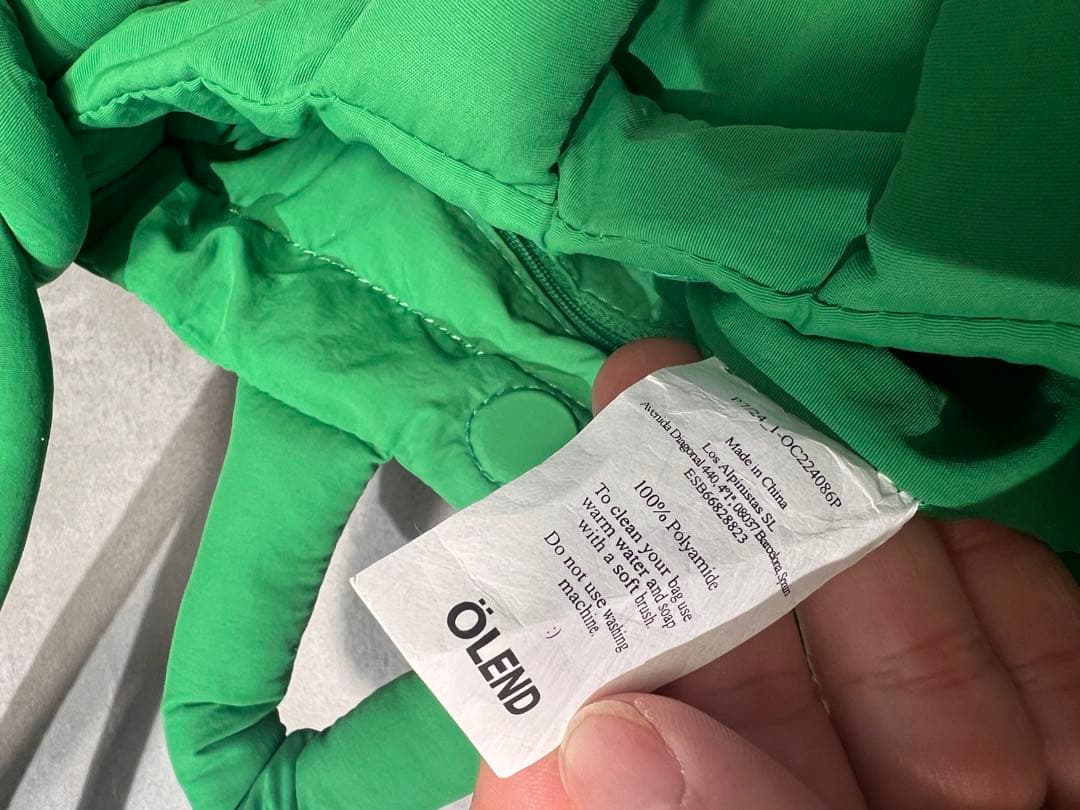 P7/24_1-OC224086P
Made in China
Los Alpinistas SL
Avenida Diagonal 440, 4º1ª, 08037 Barcelona, Spain
ESB66828823
100% Polyamide
To clean your bag use
warm water and soap
with a soft brush.
Do not use washing
machine.
:)
ÖLEND